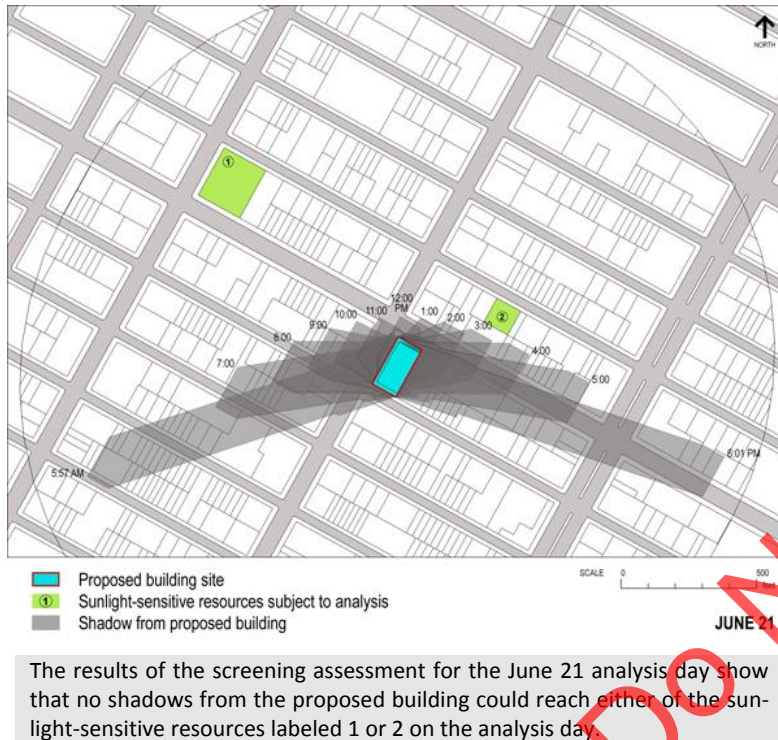 NORTH
①
12:00
PM
11:00
1:00
10:00
2:00
9:00
3:00
②
8:00
4:00
7:00
5:00
6:01 PM
5:57 AM
Proposed building site
① Sunlight-sensitive resources subject to analysis
Shadow from proposed building
SCALE 0 500
feet
JUNE 21
The results of the screening assessment for the June 21 analysis day show
that no shadows from the proposed building could reach either of the sun-
light-sensitive resources labeled 1 or 2 on the analysis day.
DO N